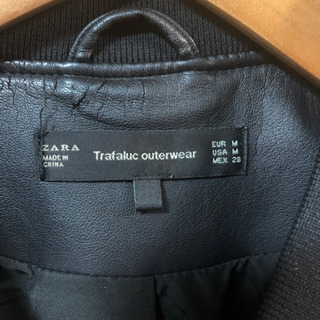 ZARA
MADE IN
CHINA
Trafaluc outerwear
EUR M
USA M
MEX 28